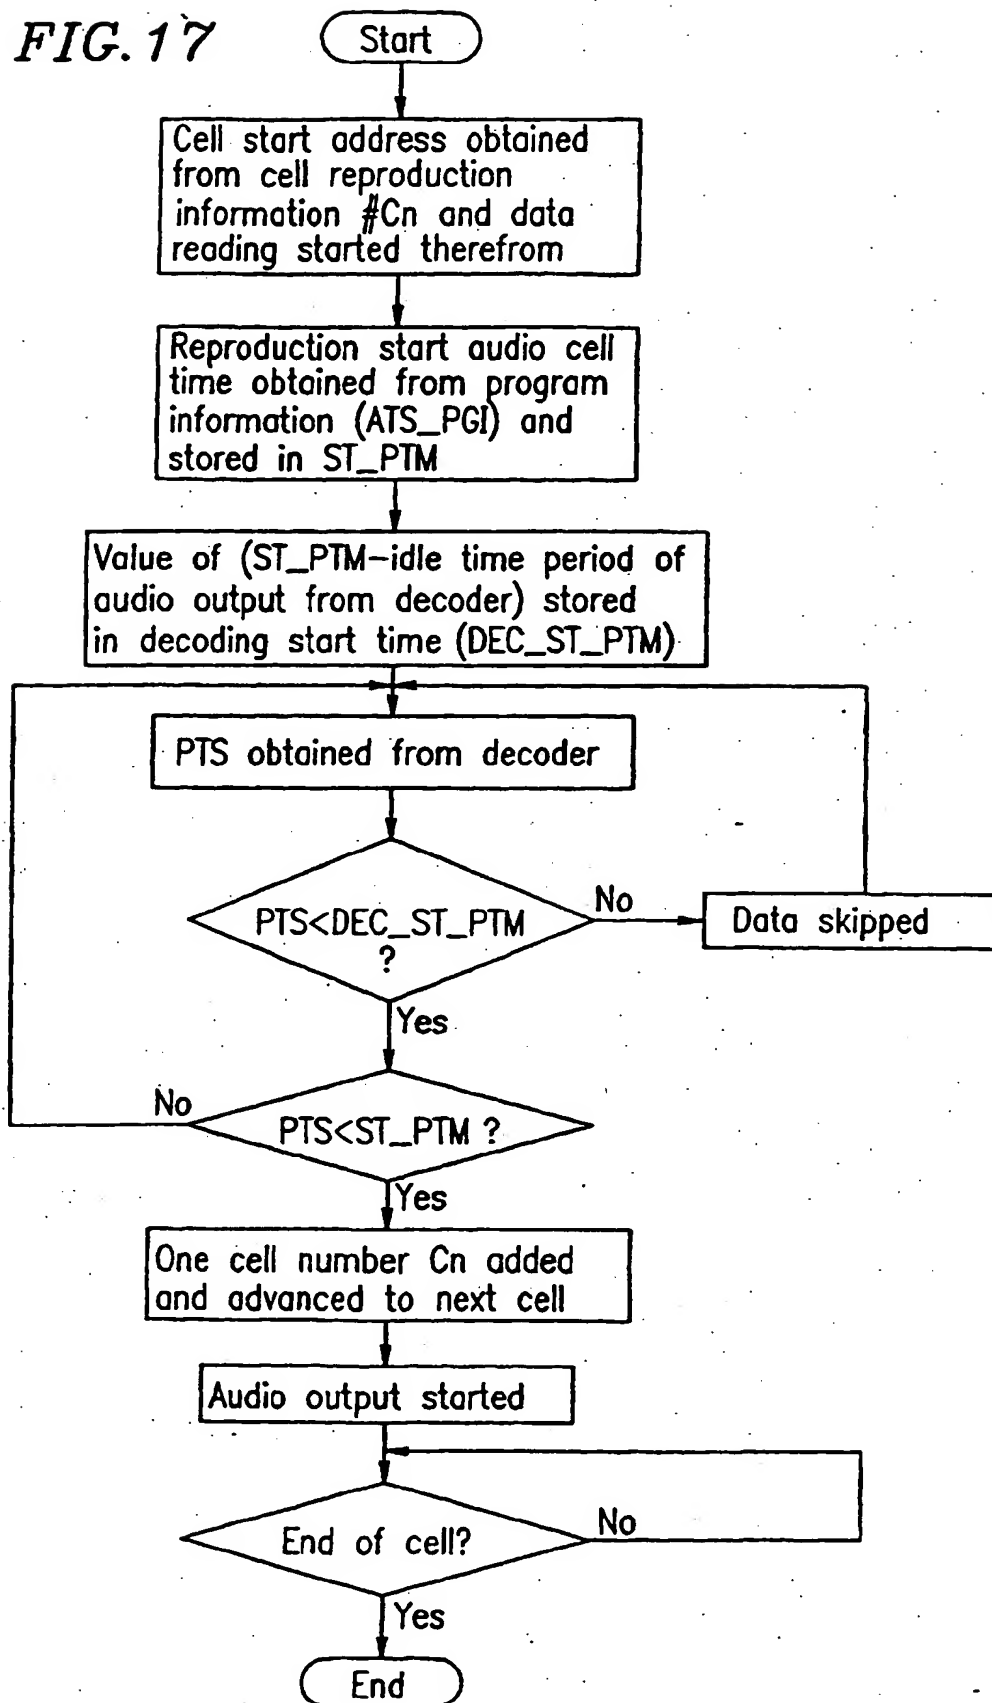 FIG. 17
Start
Cell start address obtained
from cell reproduction
information #Cn and data
reading started therefrom
Reproduction start audio cell
time obtained from program
information (ATS_PGI) and
stored in ST_PTM
Value of (ST_PTM-idle time period of
audio output from decoder) stored
in decoding start time (DEC_ST_PTM)
PTS obtained from decoder
PTS<DEC_ST_PTM
?
No
Data skipped
Yes
No
PTS<ST_PTM ?
Yes
One cell number Cn added
and advanced to next cell
Audio output started
End of cell?
No
Yes
End